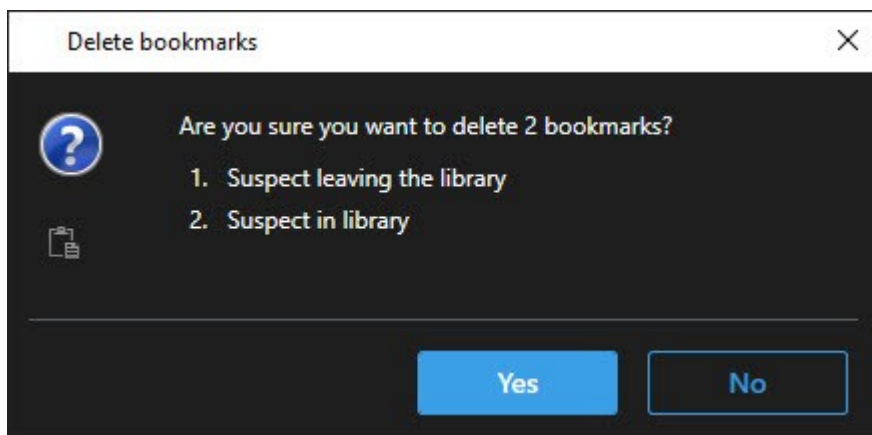 Delete bookmarks
Are you sure you want to delete 2 bookmarks?
1. Suspect leaving the library
2. Suspect in library
Yes
No